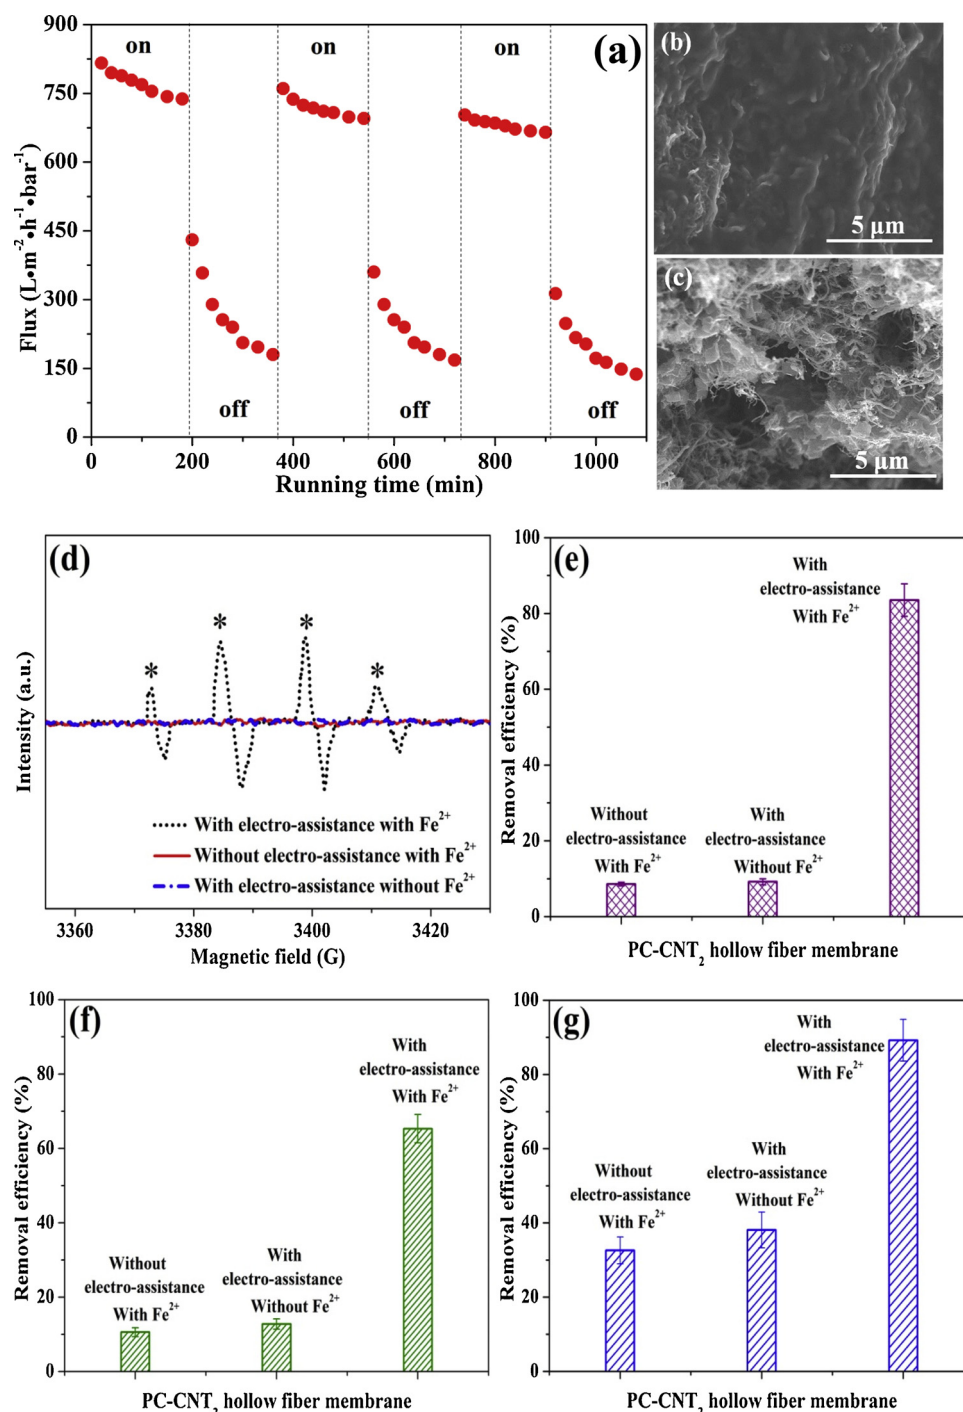 (a)
on
on
on
off
off
off
900
750
600
450
300
150
0
0
200
400
600
800
1000
Flux (L•m⁻²•h⁻¹•bar⁻¹)
Running time (min)
(b)
5 μm
(c)
5 μm
(d)
*
*
*
*
Intensity (a.u.)
With electro-assistance with Fe²⁺
Without electro-assistance with Fe²⁺
With electro-assistance without Fe²⁺
3360
3380
3400
3420
Magnetic field (G)
(e)
100
80
60
40
20
0
Removal efficiency (%)
Without
electro-assistance
With Fe²⁺
With
electro-assistance
Without Fe²⁺
With
electro-assistance
With Fe²⁺
PC-CNT₂ hollow fiber membrane
(f)
100
80
60
40
20
0
Removal efficiency (%)
Without
electro-assistance
With Fe²⁺
With
electro-assistance
Without Fe²⁺
With
electro-assistance
With Fe²⁺
PC-CNT₂ hollow fiber membrane
(g)
100
80
60
40
20
0
Removal efficiency (%)
Without
electro-assistance
With Fe²⁺
With
electro-assistance
Without Fe²⁺
With
electro-assistance
With Fe²⁺
PC-CNT₂ hollow fiber membrane